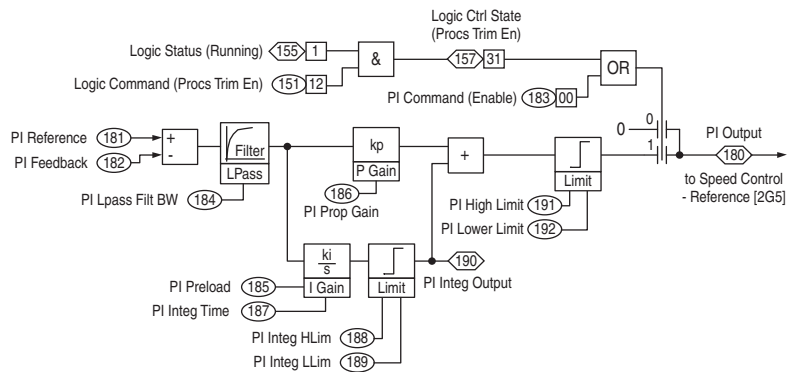 Logic Ctrl State
(Procs Trim En)
Logic Status (Running) 155 1
&
157 31
OR
Logic Command (Procs Trim En) 151 12
PI Command (Enable) 183 00
0 0
PI Output
PI Reference 181 +
Filter
kp
+
1
180
PI Feedback 182 -
LPass
P Gain
Limit
to Speed Control
- Reference [2G5]
PI Lpass Filt BW 184
186
PI Prop Gain
PI High Limit 191
PI Lower Limit 192
ki
s
190
PI Preload 185
I Gain
Limit
PI Integ Output
PI Integ Time 187
PI Integ HLim 188
PI Integ LLim 189